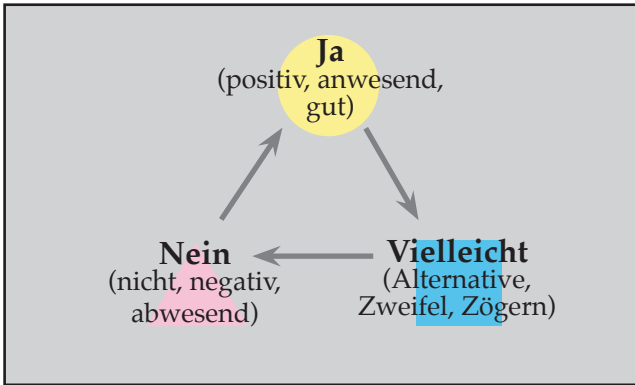 Ja
(positiv, anwesend,
gut)
Nein
(nicht, negativ,
abwesend)
Vielleicht
(Alternative,
Zweifel, Zögern)